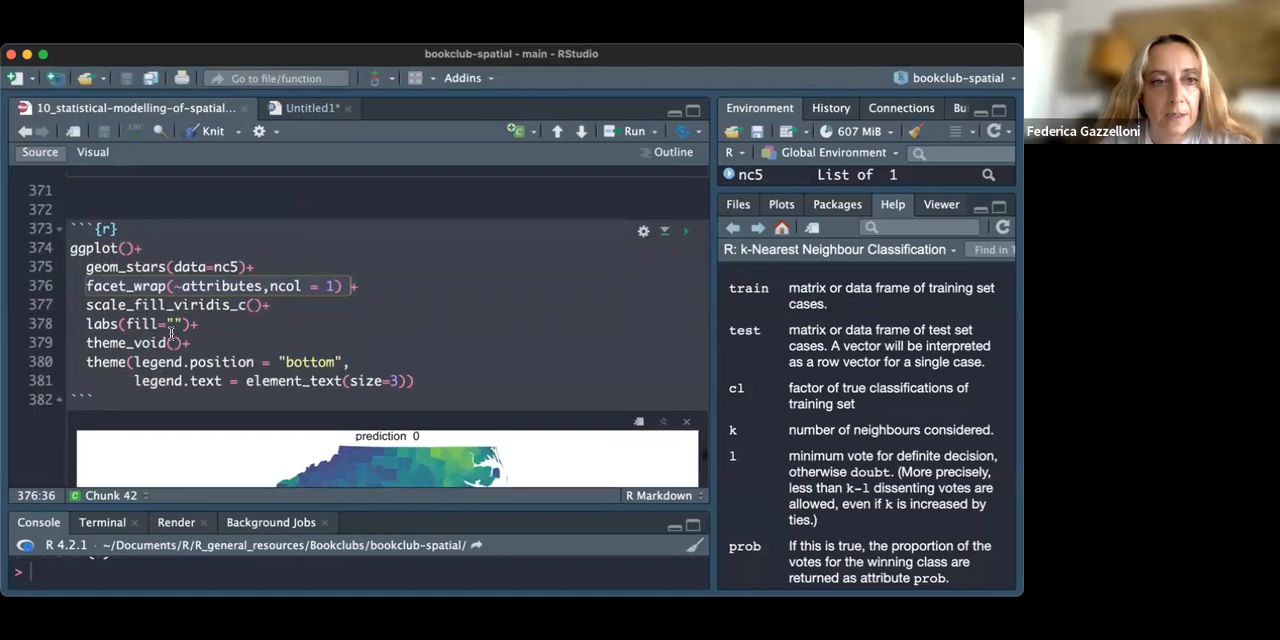 bookclub-spatial - main - RStudio
Go to file/function
Addins
bookclub-spatial
10_statistical-modelling-of-spatial...
Untitled1*
Knit
Run
Source
Visual
Outline
371
372
373 ```{r}
374 ggplot()+
375 geom_stars(data=nc5)+
376 facet_wrap(~attributes,ncol = 1) +
377 scale_fill_viridis_c()+
378 labs(fill="")+
379 theme_void()+
380 theme(legend.position = "bottom",
381 legend.text = element_text(size=3))
382 ```
prediction 0
376:36
Chunk 42
R Markdown
Console
Terminal
Render
Background Jobs
R 4.2.1 · ~/Documents/R/R_general_resources/Bookclubs/bookclub-spatial/
>
Environment
History
Connections
Bu
607 MiB
R
Global Environment
nc5 List of 1
Files
Plots
Packages
Help
Viewer
R: k-Nearest Neighbour Classification
Find in T
train matrix or data frame of training set
cases.
test matrix or data frame of test set
cases. A vector will be interpreted
as a row vector for a single case.
cl factor of true classifications of
training set
k number of neighbours considered.
l minimum vote for definite decision,
otherwise doubt. (More precisely,
less than k-l dissenting votes are
allowed, even if k is increased by
ties.)
prob If this is true, the proportion of the
votes for the winning class are
returned as attribute prob.
Federica Gazzelloni